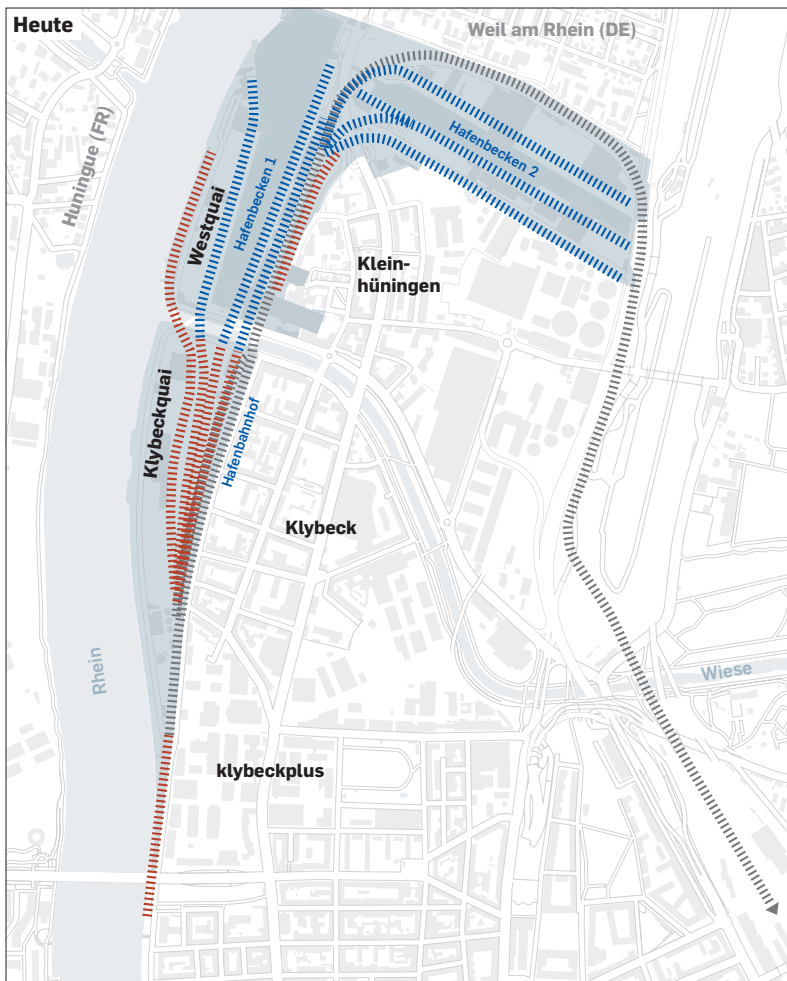 Heute
Weil am Rhein (DE)
Huningue (FR)
Westquai
Hafenbecken 1
Hafenbecken 2
Klein-
hüningen
Klybeckquai
Hafenbahnhof
Klybeck
Rhein
Wiese
klybeckplus